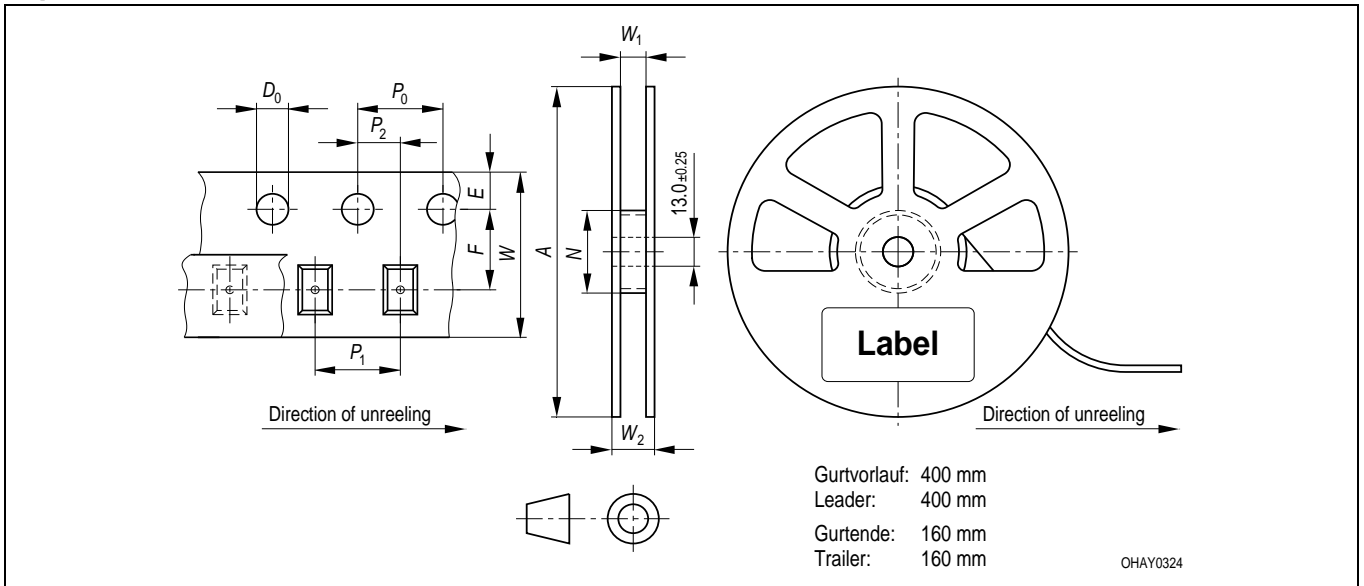 W₁
D₀
P₀
P₂
E
F
W
A
N
13.0 ±0.25
P₁
W₂
Label
Direction of unreeling
Direction of unreeling
Gurtvorlauf: 400 mm
Leader: 400 mm
Gurtende: 160 mm
Trailer: 160 mm
OHAY0324